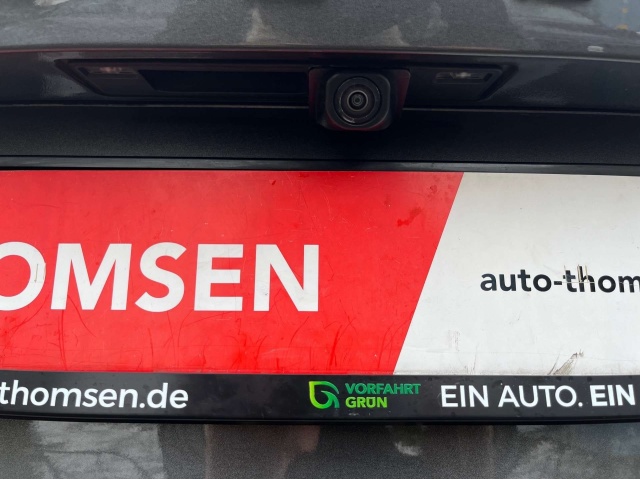 OMSEN
auto-thom
thomsen.de
VORFAHRT
GRÜN
EIN AUTO. EIN